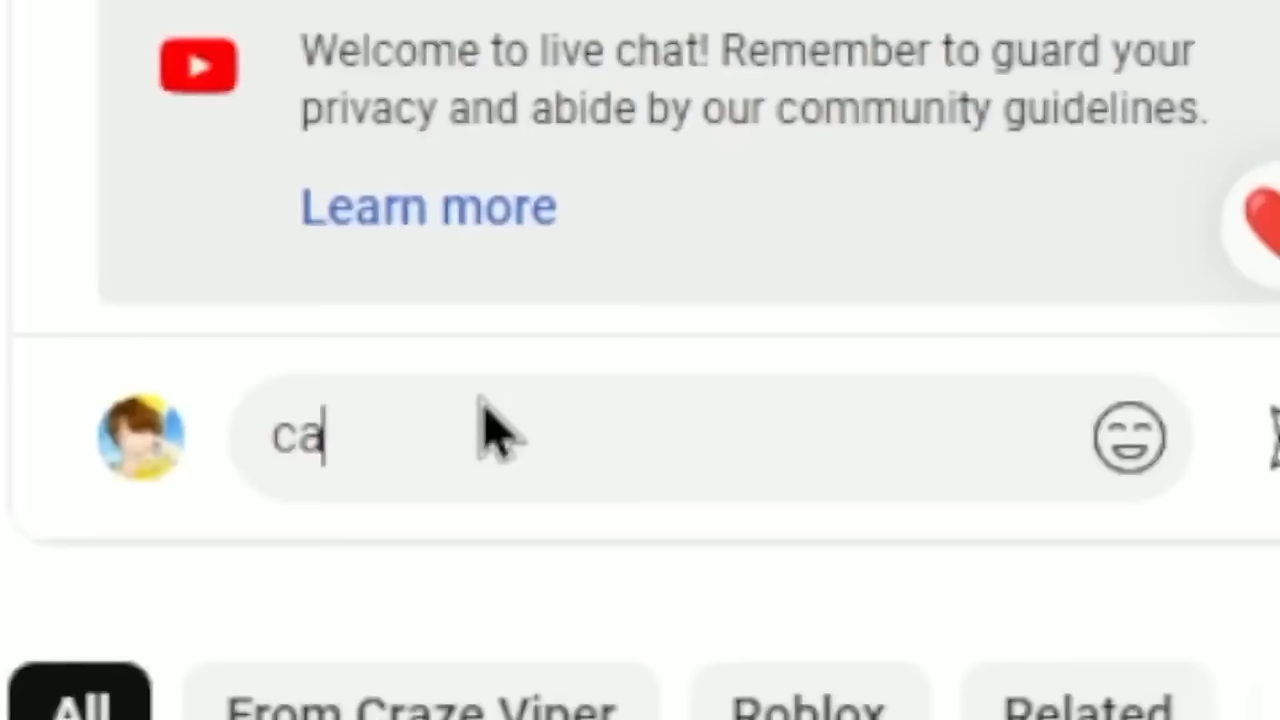 Welcome to live chat! Remember to guard your
privacy and abide by our community guidelines.
Learn more
ca
All
From Craze Viper
Roblox
Related